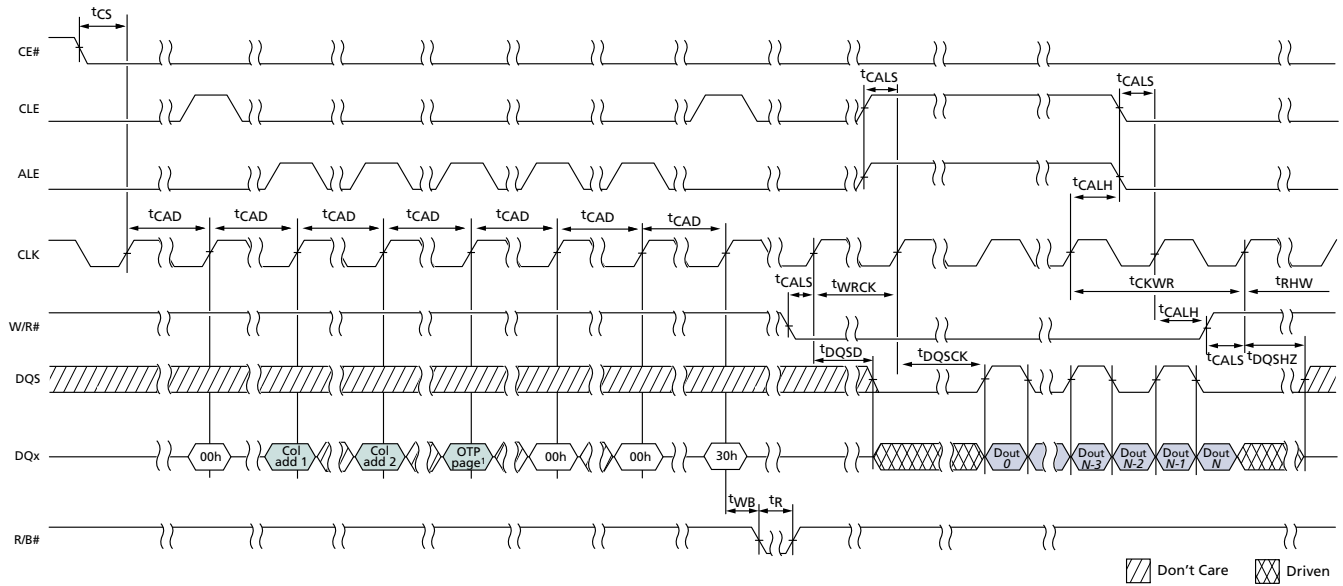 tCS
CE#
tCALS
tCALS
CLE
ALE
tCALH
tCAD tCAD tCAD tCAD tCAD tCAD tCAD
CLK
tCALS tWRCK tCKWR tRHW
tCALH
W/R#
tDQSD tDQSCK tCALS tDQSHZ
DQS
DQx
00h
Col
add 1
Col
add 2
OTP
page1
00h
00h
30h
Dout
0
Dout
N-3
Dout
N-2
Dout
N-1
Dout
N
tWB tR
R/B#
Don't Care
Driven